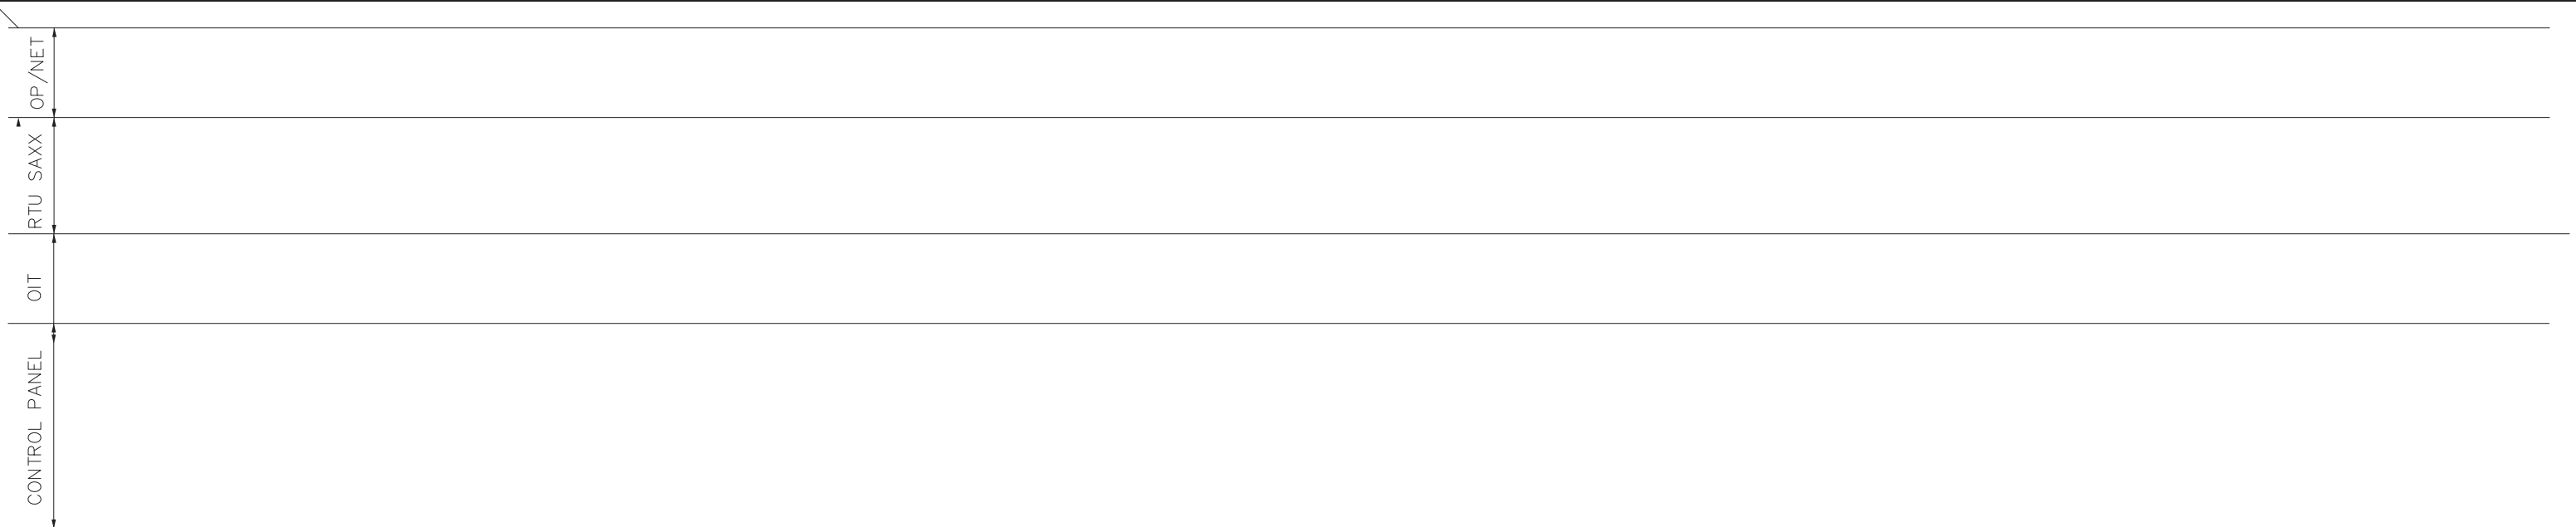 OP/NET
RTU SAXX
OIT
CONTROL PANEL